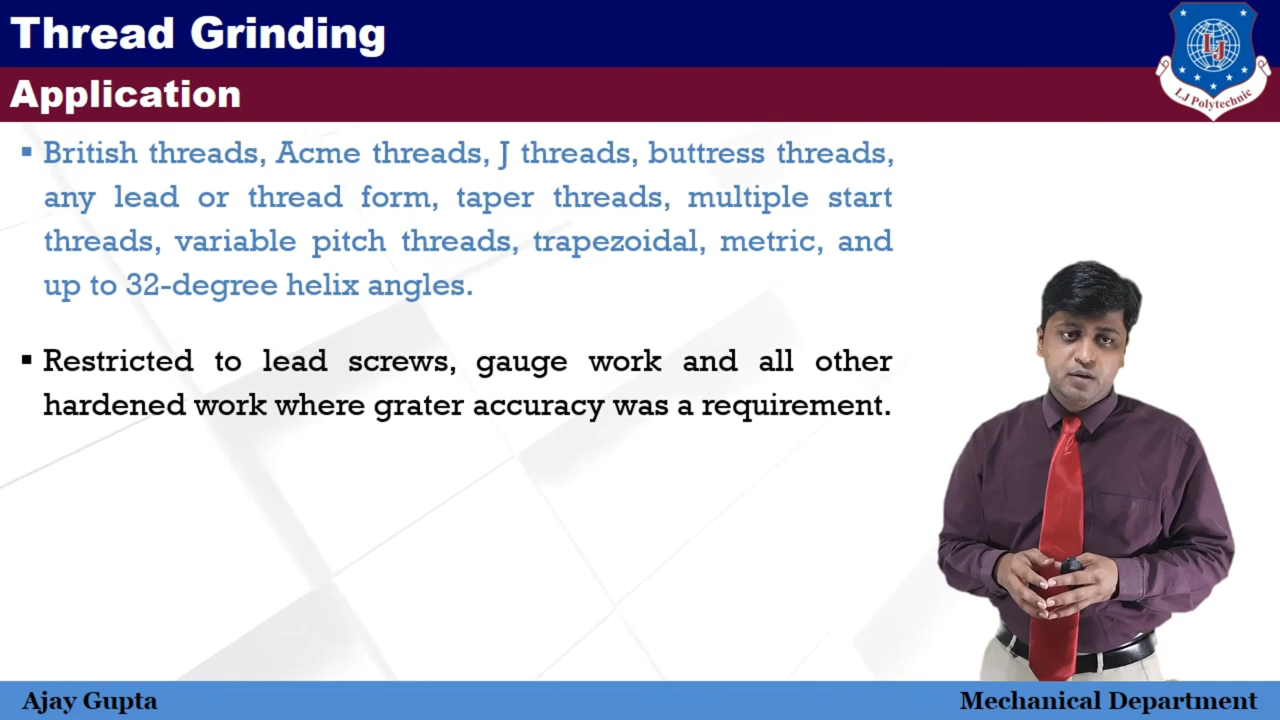 Thread Grinding
Application
LJ
L.J Polytechnic
▪ British threads, Acme threads, J threads, buttress threads,
any lead or thread form, taper threads, multiple start
threads, variable pitch threads, trapezoidal, metric, and
up to 32-degree helix angles.
▪ Restricted to lead screws, gauge work and all other
hardened work where grater accuracy was a requirement.
Ajay Gupta
Mechanical Department